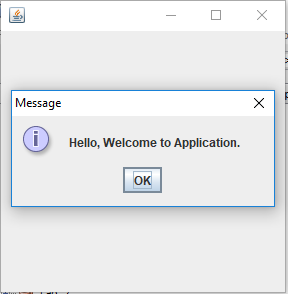 Message
Hello, Welcome to Application.
OK